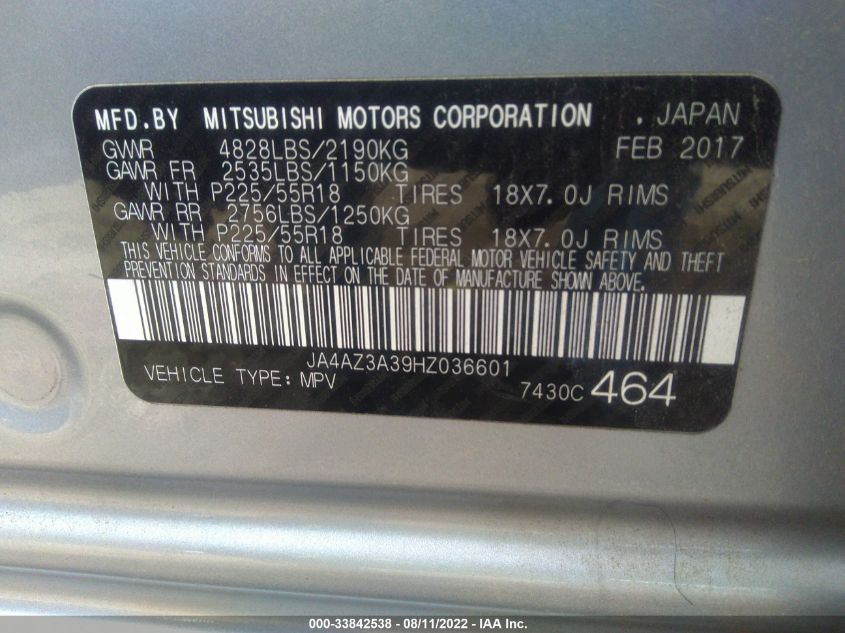 MFD.BY MITSUBISHI MOTORS CORPORATION . JAPAN
GVWR 4828LBS/2190KG FEB 2017
GAWR FR 2535LBS/1150KG
WITH P225/55R18 TIRES 18X7.0J RIMS
GAWR RR 2756LBS/1250KG
WITH P225/55R18 TIRES 18X7.0J RIMS
THIS VEHICLE CONFORMS TO ALL APPLICABLE FEDERAL MOTOR VEHICLE SAFETY AND THEFT
PREVENTION STANDARDS IN EFFECT ON THE DATE OF MANUFACTURE SHOWN ABOVE.
JA4AZ3A39HZ036601
VEHICLE TYPE: MPV 7430C 464
000-33842538 - 08/11/2022 - IAA Inc.